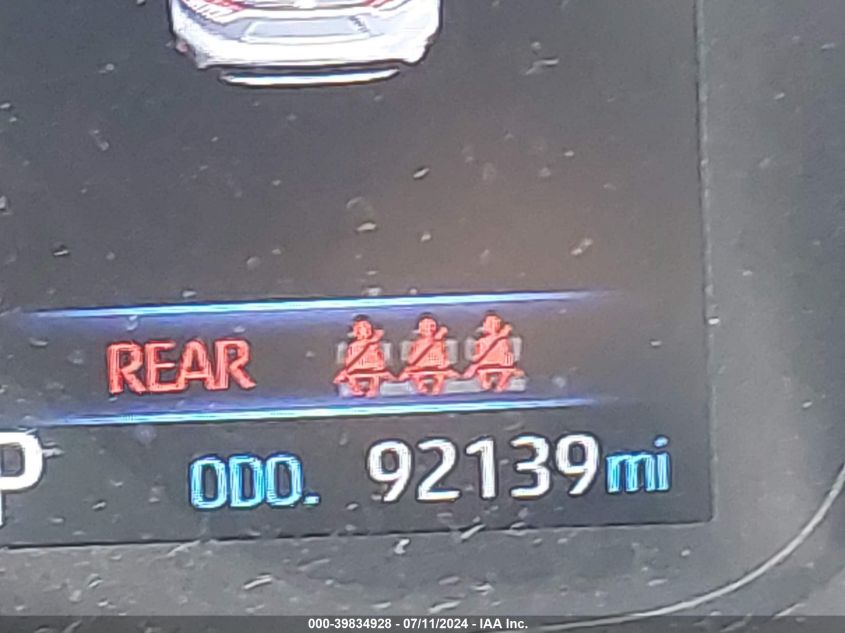 REAR
P
ODO. 92139mi
000-39834928 - 07/11/2024 - IAA Inc.